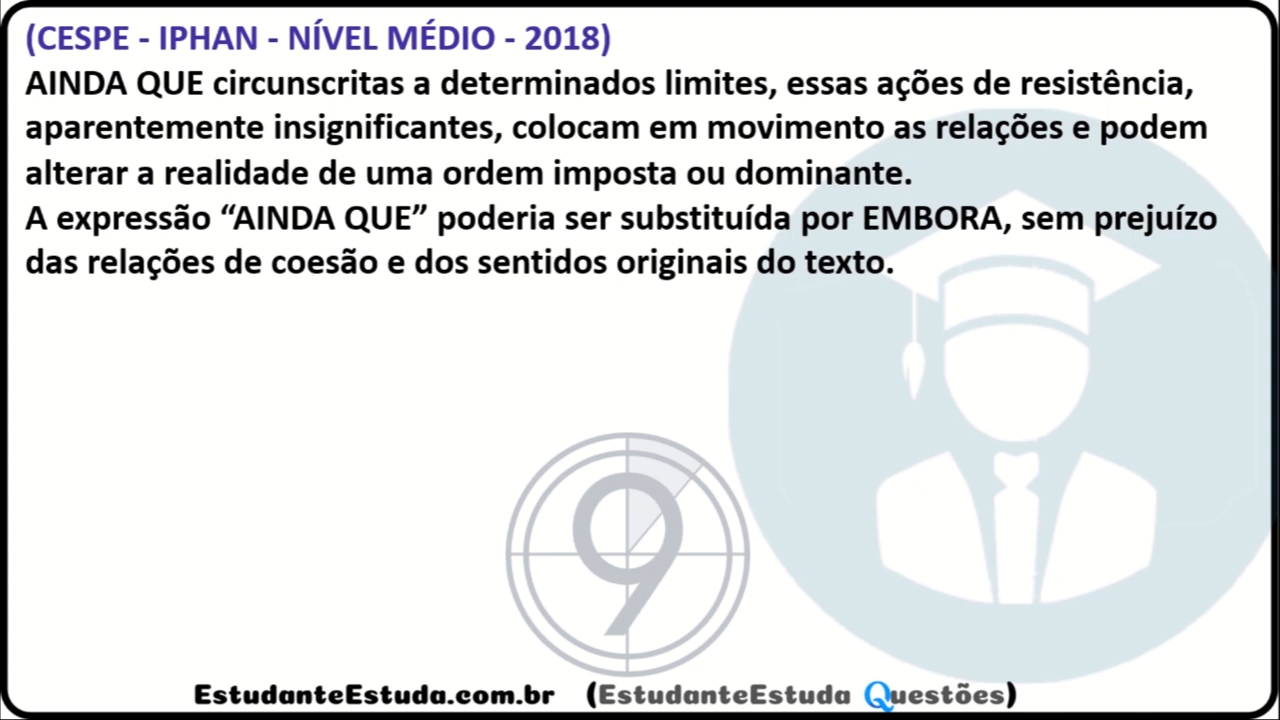 (CESPE - IPHAN - NÍVEL MÉDIO - 2018)
AINDA QUE circunscritas a determinados limites, essas ações de resistência,
aparentemente insignificantes, colocam em movimento as relações e podem
alterar a realidade de uma ordem imposta ou dominante.
A expressão “AINDA QUE” poderia ser substituída por EMBORA, sem prejuízo
das relações de coesão e dos sentidos originais do texto.
9
EstudanteEstuda.com.br (EstudanteEstuda Questões)